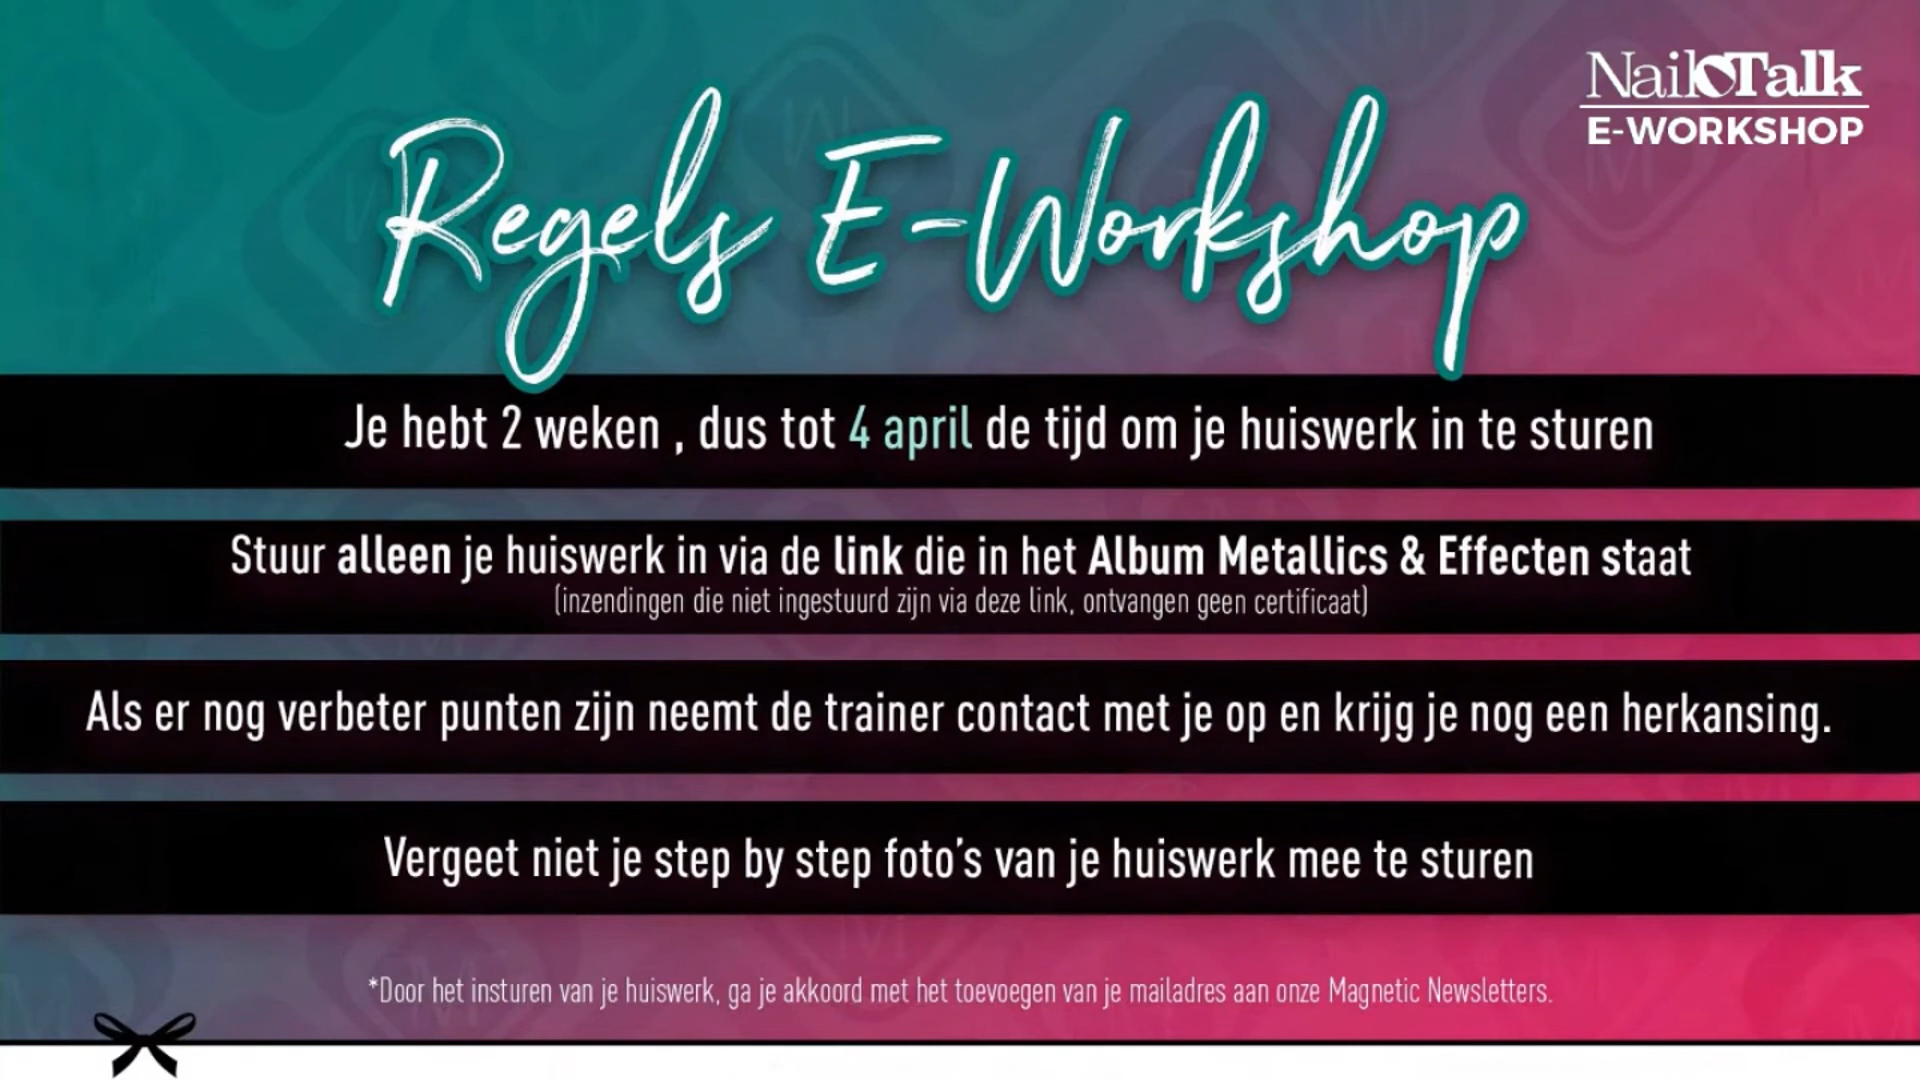 NailTalk
E-WORKSHOP
Regels E-Workshop
Je hebt 2 weken , dus tot 4 april de tijd om je huiswerk in te sturen
Stuur alleen je huiswerk in via de link die in het Album Metallics & Effecten staat
(inzendingen die niet ingestuurd zijn via deze link, ontvangen geen certificaat)
Als er nog verbeter punten zijn neemt de trainer contact met je op en krijg je nog een herkansing.
Vergeet niet je step by step foto's van je huiswerk mee te sturen
*Door het insturen van je huiswerk, ga je akkoord met het toevoegen van je mailadres aan onze Magnetic Newsletters.